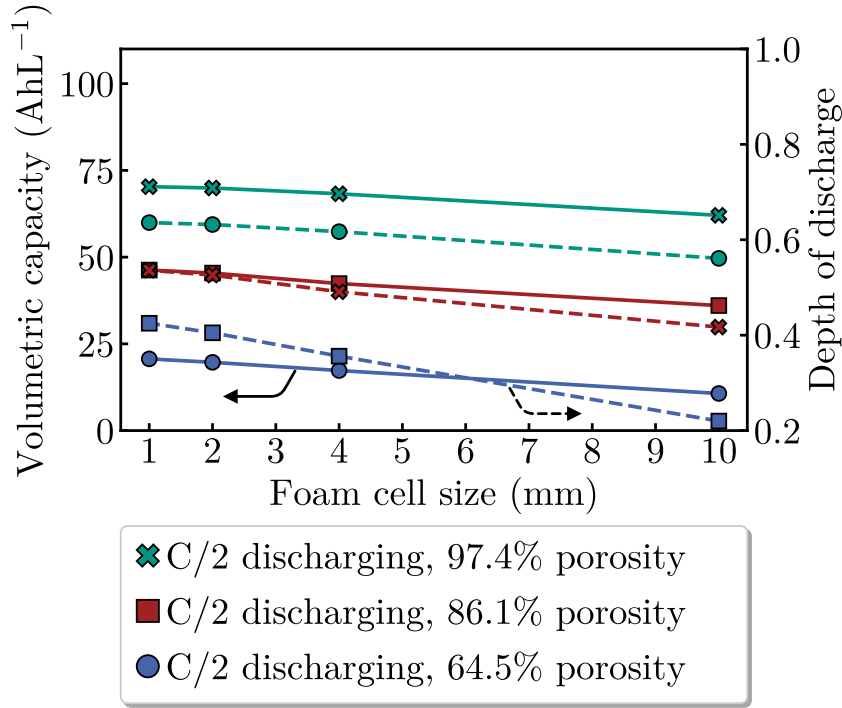 Volumetric capacity (AhL⁻¹)
100
75
50
25
0
1.0
0.8
0.6
0.4
0.2
Depth of discharge
1 2 3 4 5 6 7 8 9 10
Foam cell size (mm)
C/2 discharging, 97.4% porosity
C/2 discharging, 86.1% porosity
C/2 discharging, 64.5% porosity